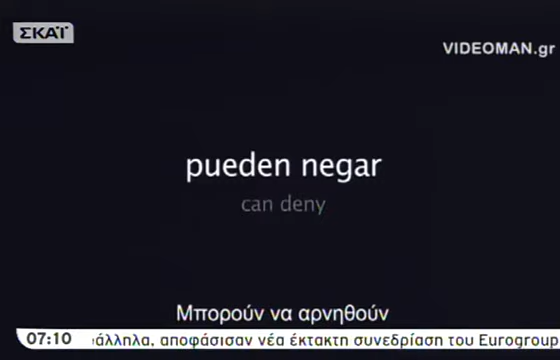 ΣΚΑΪ
VIDEOMAN.gr
pueden negar
can deny
Μπορούν να αρνηθούν
07:10 άλληλα, αποφάσισαν νέα έκτακτη συνεδρίαση του Eurogroup